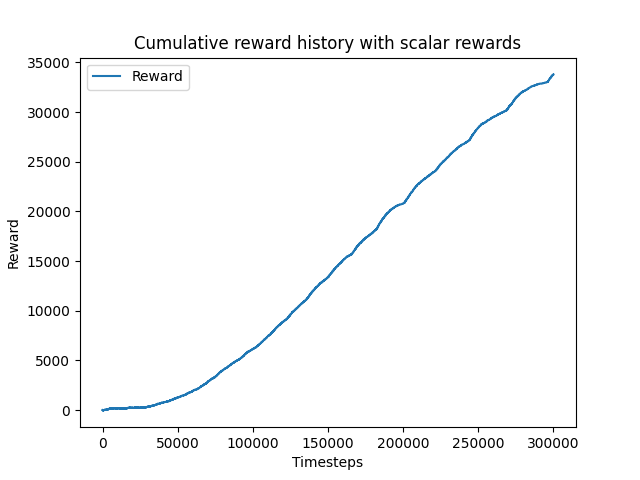 Cumulative reward history with scalar rewards
35000
30000
25000
20000
15000
10000
5000
0
Reward
Reward
0 50000 100000 150000 200000 250000 300000
Timesteps